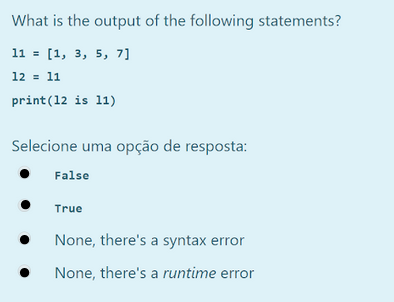 What is the output of the following statements?
l1 = [1, 3, 5, 7]
l2 = l1
print(l2 is l1)
Selecione uma opção de resposta:
False
True
None, there's a syntax error
None, there's a runtime error